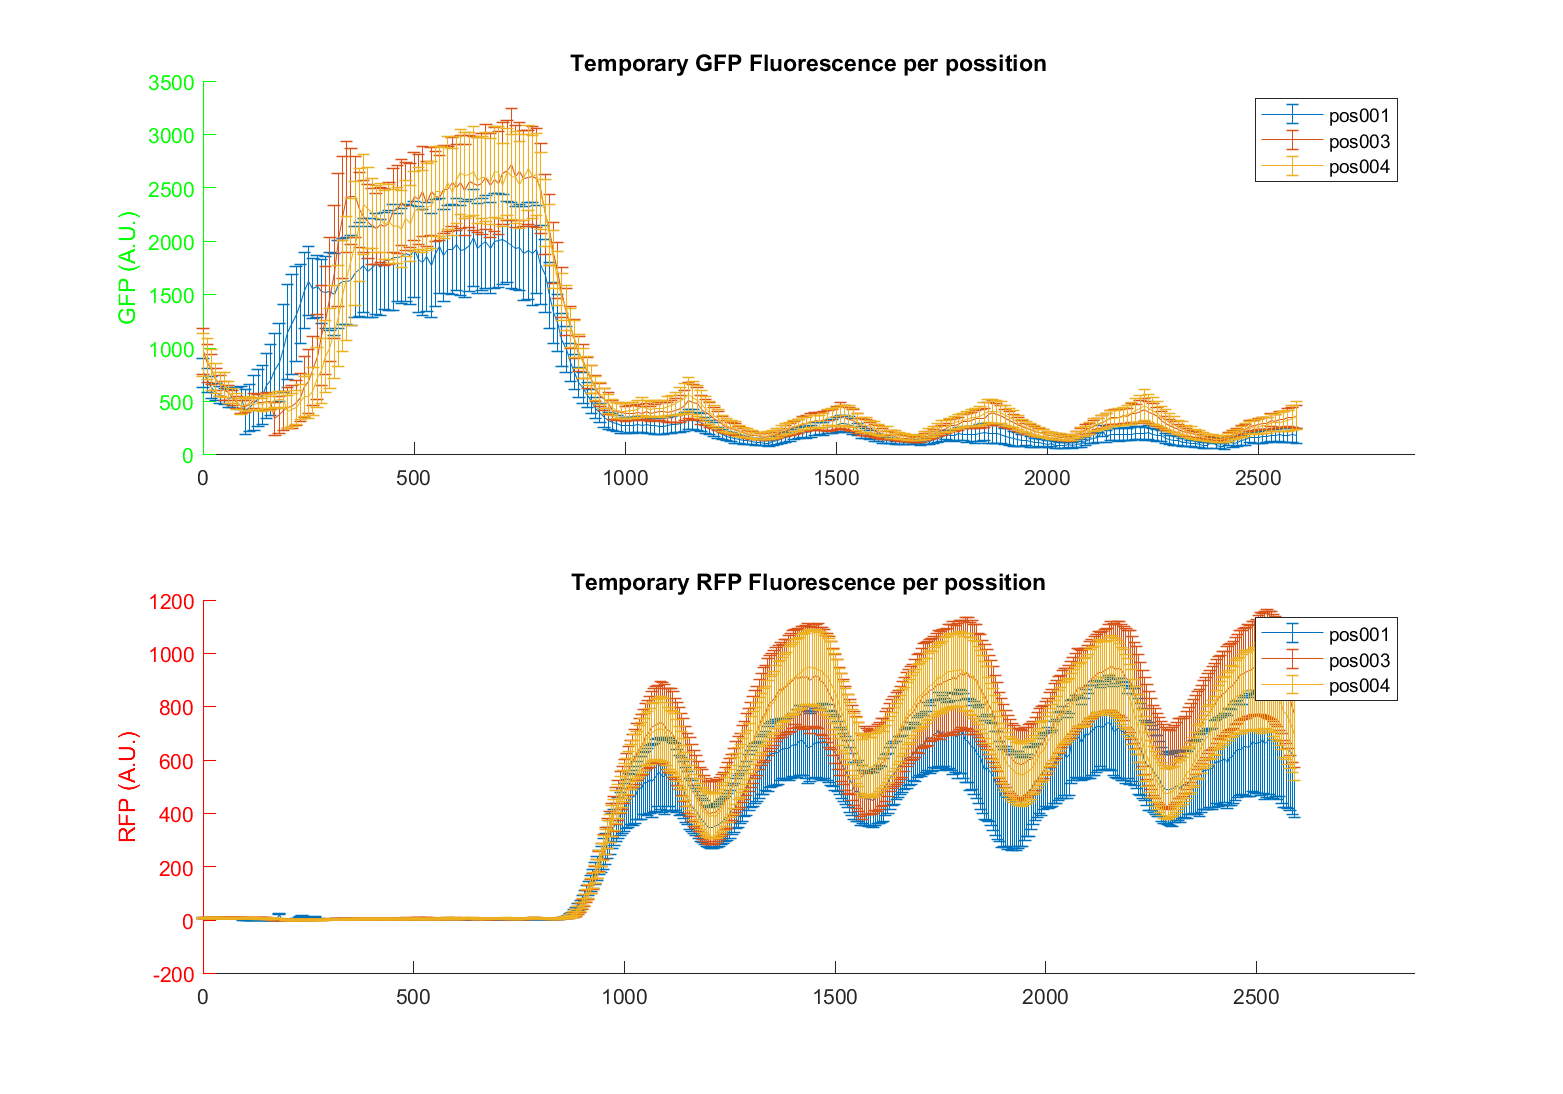 Temporary GFP Fluorescence per possition
3500
3000
2500
2000
1500
1000
500
0
GFP (A.U.)
pos001
pos003
pos004
0 500 1000 1500 2000 2500
Temporary RFP Fluorescence per possition
1200
1000
800
600
400
200
0
-200
RFP (A.U.)
pos001
pos003
pos004
0 500 1000 1500 2000 2500